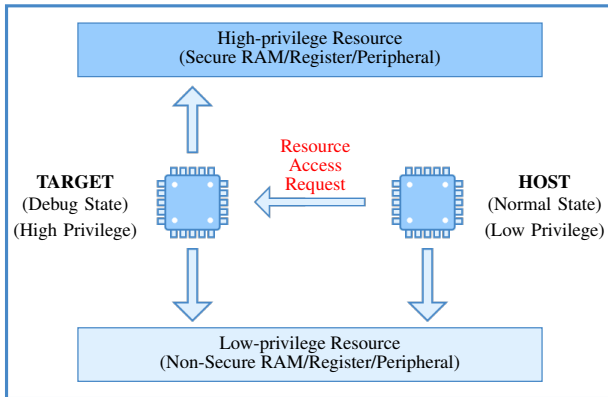 High-privilege Resource
(Secure RAM/Register/Peripheral)
Resource
Access
Request
TARGET
(Debug State)
(High Privilege)
HOST
(Normal State)
(Low Privilege)
Low-privilege Resource
(Non-Secure RAM/Register/Peripheral)